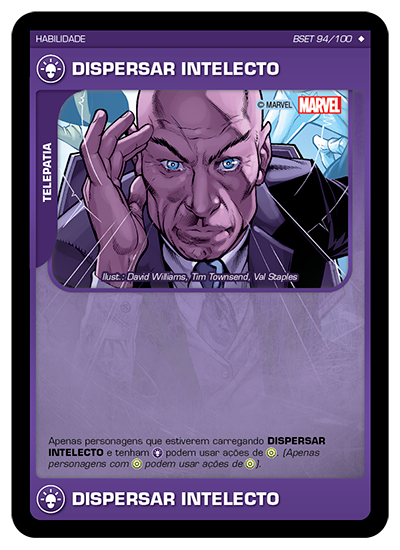 HABILIDADE
BSET 94/100
DISPERSAR INTELECTO
© MARVEL MARVEL
TELEPATIA
Ilust.: David Williams, Tim Townsend, Val Staples
Apenas personagens que estiverem carregando DISPERSAR
INTELECTO e tenham podem usar ações de . (Apenas
personagens com podem usar ações de ).
DISPERSAR INTELECTO